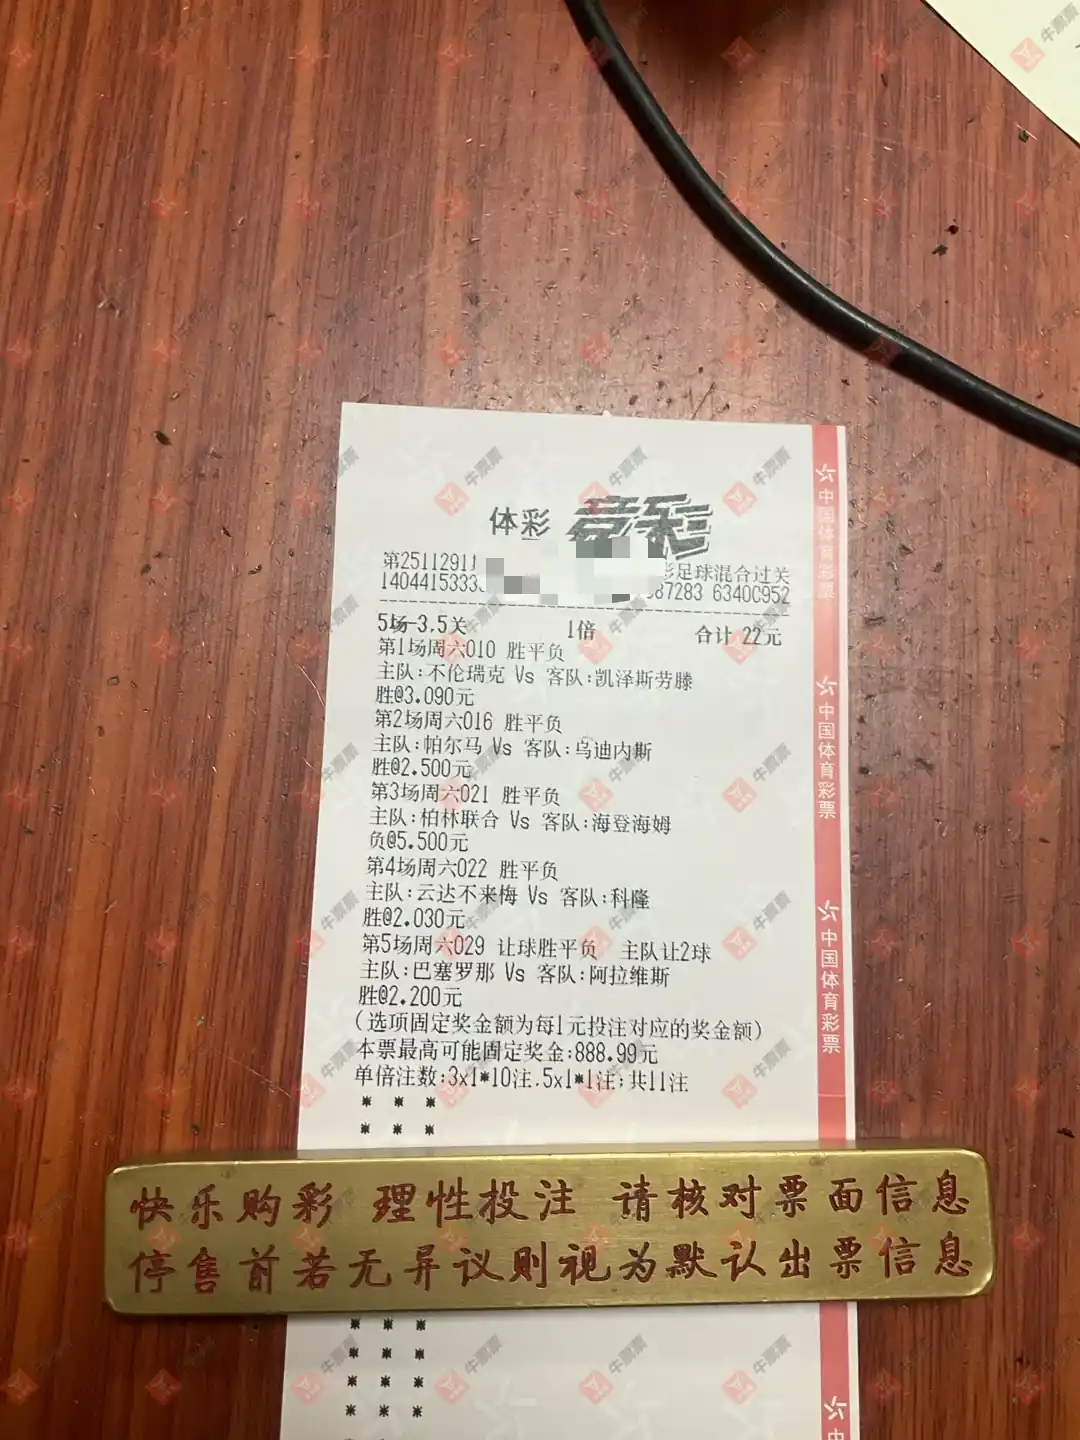 体彩 竞彩
第25112911 彩足球混合过关
14044153333 87283 6340C952
5场-3.5关 1倍 合计 22元
第1场周六010 胜平负
主队:不伦瑞克 Vs 客队:凯泽斯劳滕
胜@3.090元
第2场周六016 胜平负
主队:帕尔马 Vs 客队:乌迪内斯
胜@2.500元
第3场周六021 胜平负
主队:柏林联合 Vs 客队:海登海姆
负@5.500元
第4场周六022 胜平负
主队:云达不来梅 Vs 客队:科隆
胜@2.030元
第5场周六029 让球胜平负 主队让2球
主队:巴塞罗那 Vs 客队:阿拉维斯
胜@2.200元
(选项固定奖金额为每1元投注对应的奖金额)
本票最高可能固定奖金:888.99元
单倍注数:3x1*10注.5x1*1注;共11注
* * *
* * *
快乐购彩 理性投注 请核对票面信息
停售前若无异议则视为默认出票信息
* * *
* * *
* * *
* * *
中国体育彩票
中国体育彩票
中国体育彩票
中
牛票票